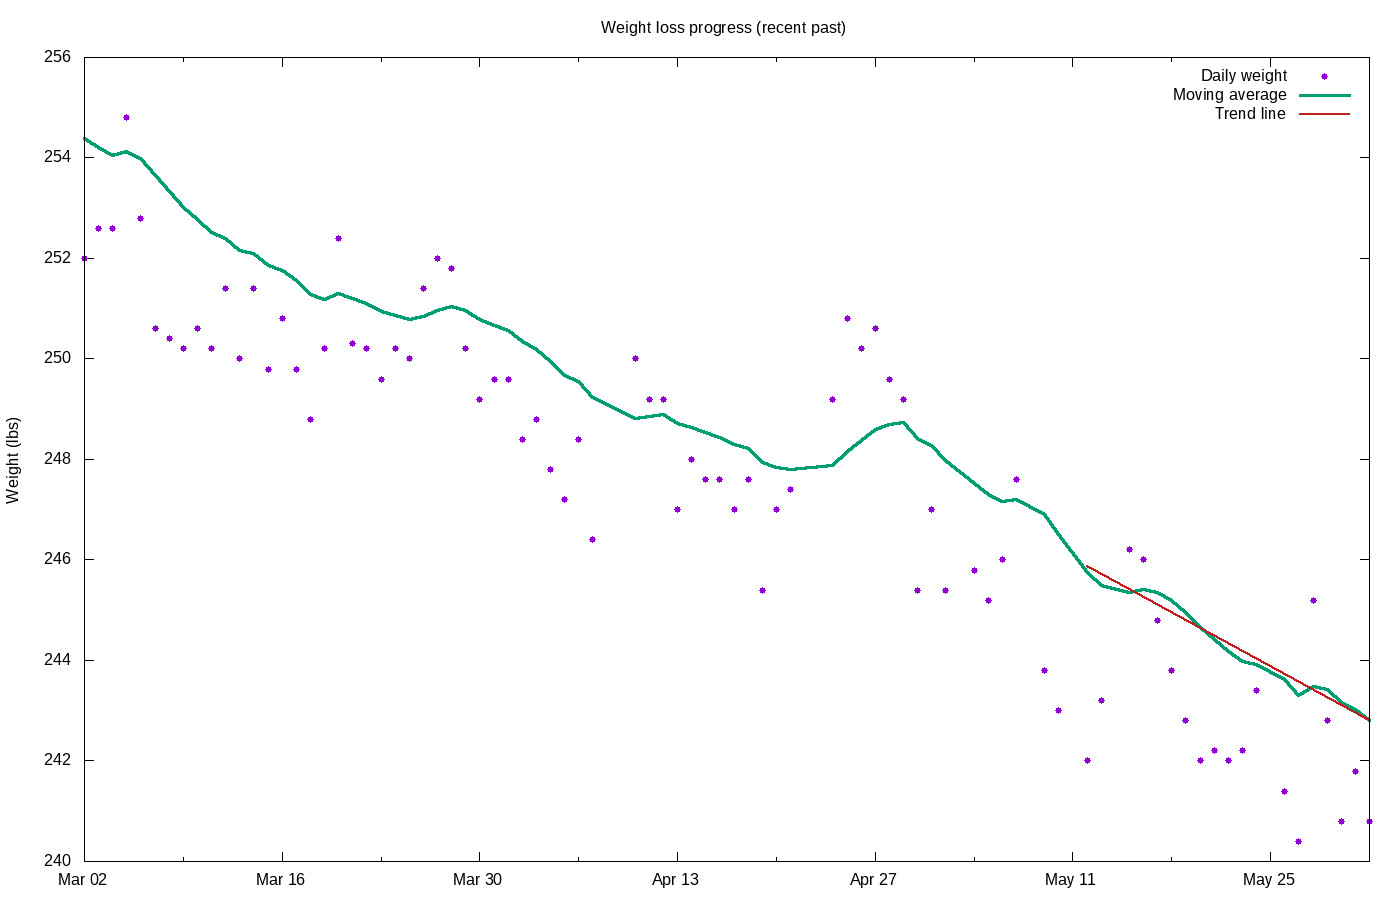 Weight loss progress (recent past)
Daily weight
Moving average
Trend line
Weight (lbs)
256
254
252
250
248
246
244
242
240
Mar 02 Mar 16 Mar 30 Apr 13 Apr 27 May 11 May 25